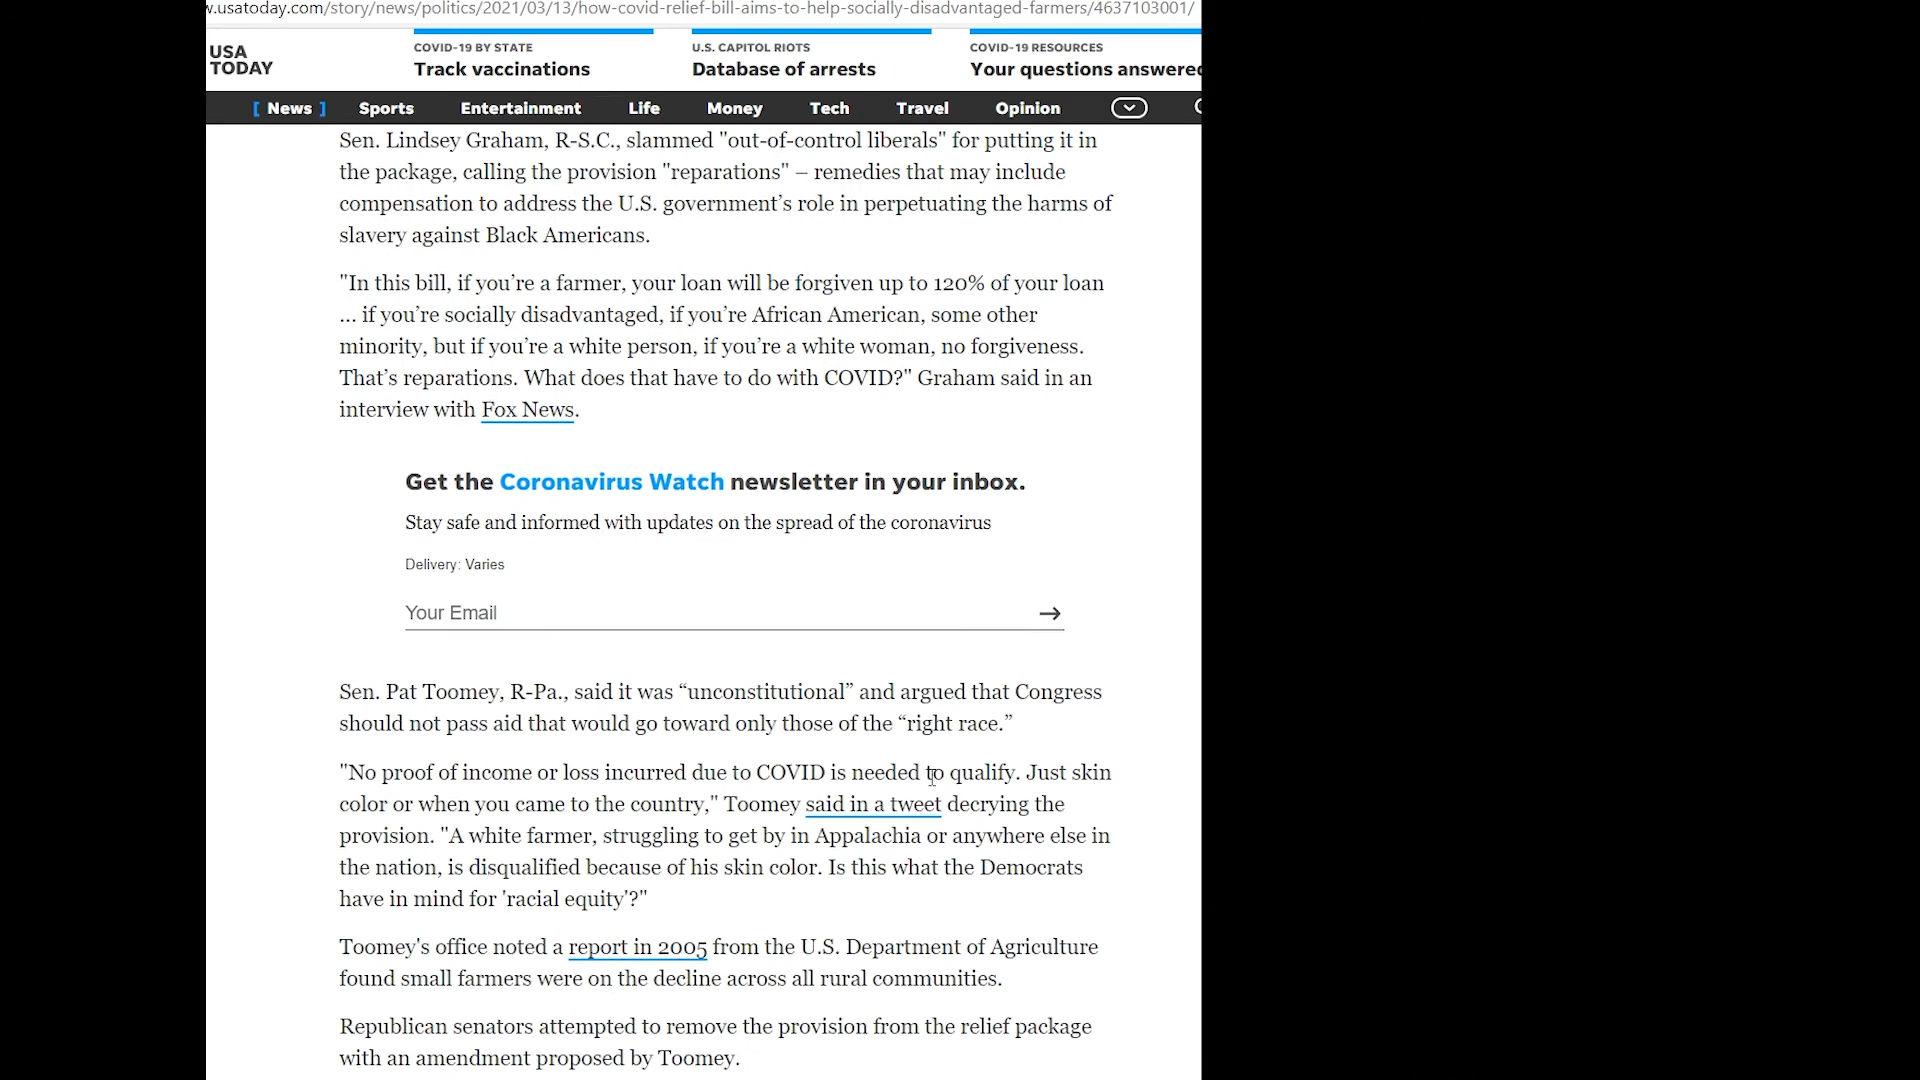 w.usatoday.com/story/news/politics/2021/03/13/how-covid-relief-bill-aims-to-help-socially-disadvantaged-farmers/4637103001/
USA
TODAY
COVID-19 BY STATE
Track vaccinations
U.S. CAPITOL RIOTS
Database of arrests
COVID-19 RESOURCES
Your questions answered
[ News ] Sports Entertainment Life Money Tech Travel Opinion
Sen. Lindsey Graham, R-S.C., slammed "out-of-control liberals" for putting it in
the package, calling the provision "reparations" – remedies that may include
compensation to address the U.S. government’s role in perpetuating the harms of
slavery against Black Americans.
"In this bill, if you’re a farmer, your loan will be forgiven up to 120% of your loan
... if you’re socially disadvantaged, if you’re African American, some other
minority, but if you’re a white person, if you’re a white woman, no forgiveness.
That’s reparations. What does that have to do with COVID?" Graham said in an
interview with Fox News.
Get the Coronavirus Watch newsletter in your inbox.
Stay safe and informed with updates on the spread of the coronavirus
Delivery: Varies
Your Email
Sen. Pat Toomey, R-Pa., said it was “unconstitutional” and argued that Congress
should not pass aid that would go toward only those of the “right race.”
"No proof of income or loss incurred due to COVID is needed to qualify. Just skin
color or when you came to the country," Toomey said in a tweet decrying the
provision. "A white farmer, struggling to get by in Appalachia or anywhere else in
the nation, is disqualified because of his skin color. Is this what the Democrats
have in mind for 'racial equity'?"
Toomey's office noted a report in 2005 from the U.S. Department of Agriculture
found small farmers were on the decline across all rural communities.
Republican senators attempted to remove the provision from the relief package
with an amendment proposed by Toomey.